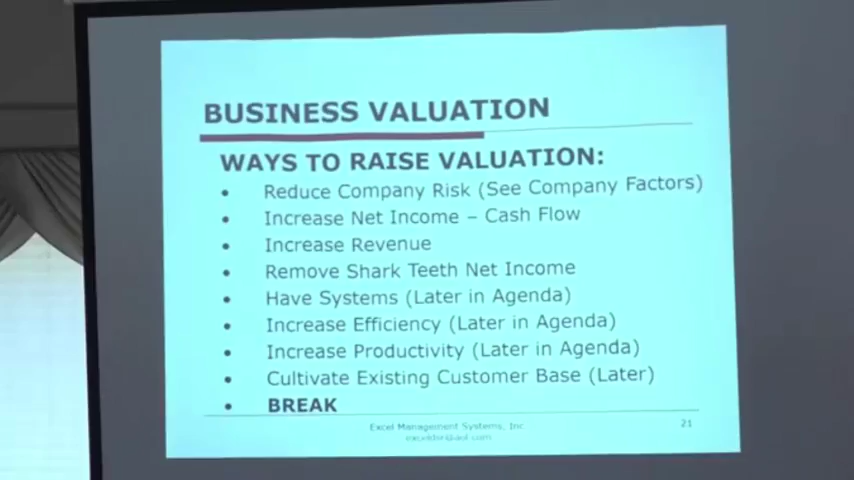 BUSINESS VALUATION
WAYS TO RAISE VALUATION:
• Reduce Company Risk (See Company Factors)
• Increase Net Income – Cash Flow
• Increase Revenue
• Remove Shark Teeth Net Income
• Have Systems (Later in Agenda)
• Increase Efficiency (Later in Agenda)
• Increase Productivity (Later in Agenda)
• Cultivate Existing Customer Base (Later)
• BREAK
Excel Management Systems, Inc
21